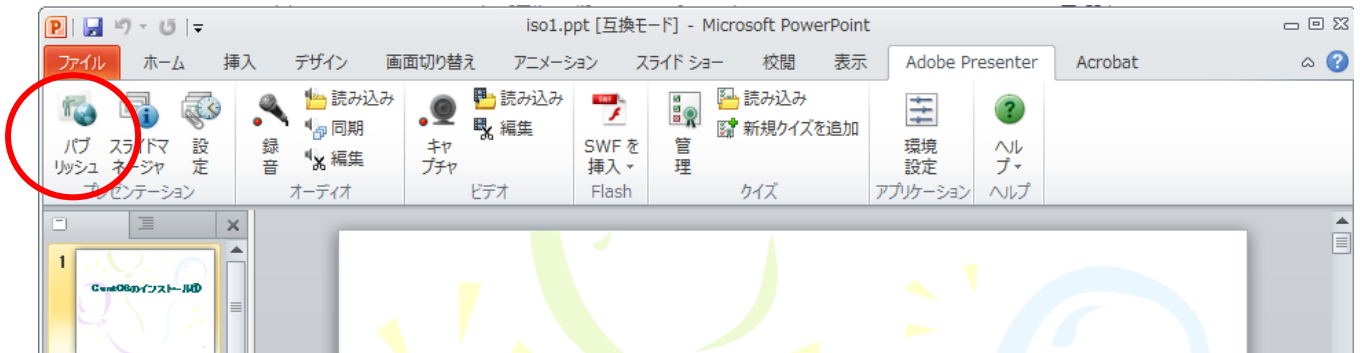 iso1.ppt [互換モード] - Microsoft PowerPoint
ファイル ホーム 挿入 デザイン 画面切り替え アニメーション スライド ショー 校閲 表示 Adobe Presenter Acrobat
パブリッシュ
スライドマネージャ
設定
プレゼンテーション
録音
読み込み
同期
編集
オーディオ
キャプチャ
読み込み
編集
ビデオ
SWF を
挿入
Flash
管理
読み込み
新規クイズを追加
クイズ
環境
設定
アプリケーション
ヘルプ
ヘルプ
1
CentOSのインストール①